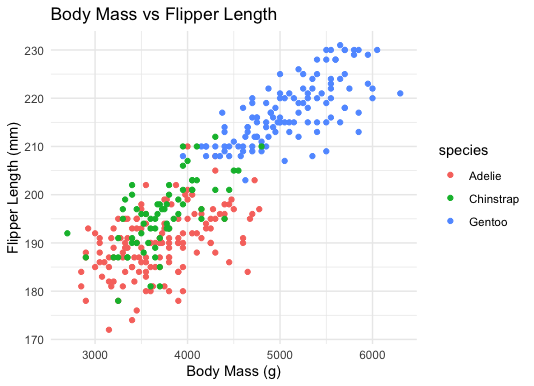 Body Mass vs Flipper Length
Flipper Length (mm)
230
220
210
200
190
180
170
3000
4000
5000
6000
Body Mass (g)
species
Adelie
Chinstrap
Gentoo